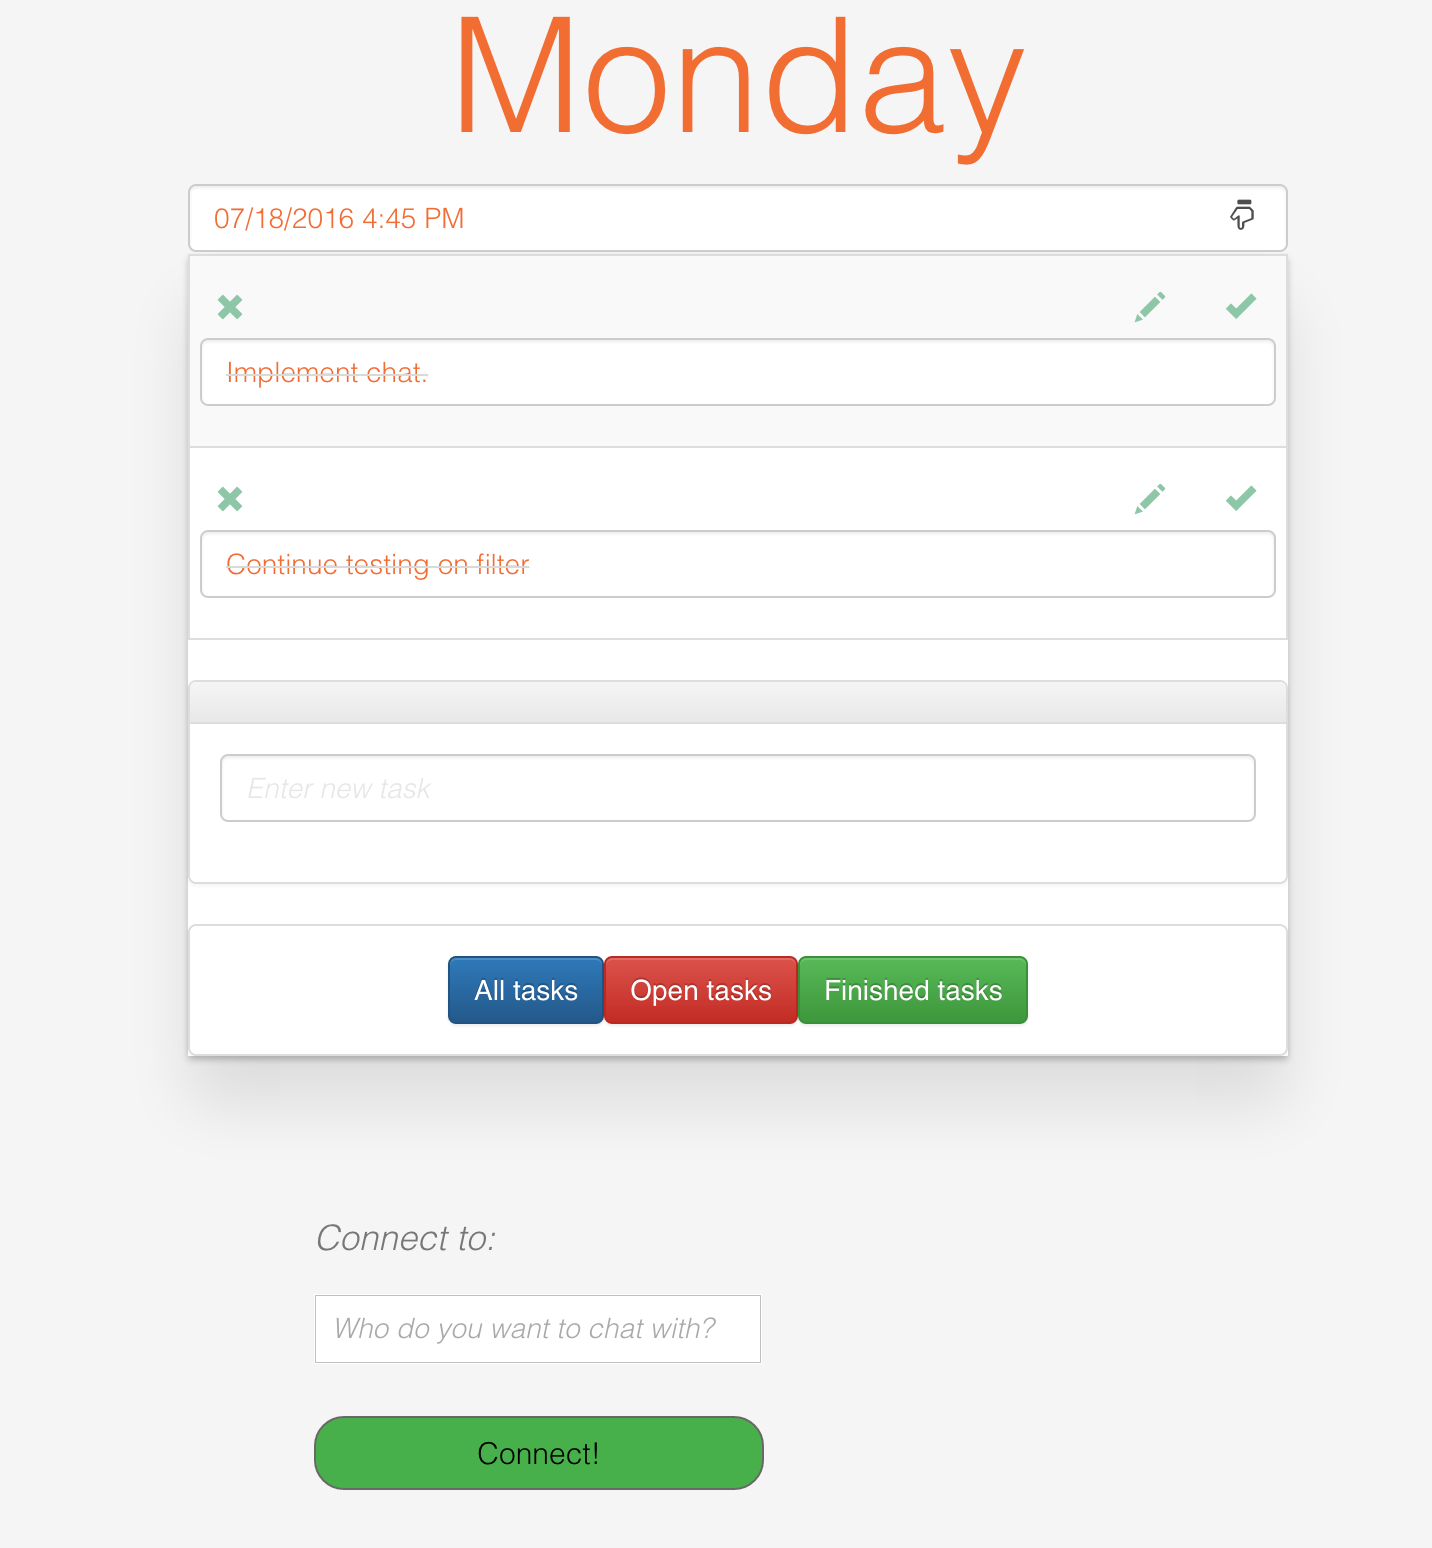 Monday
07/18/2016 4:45 PM
Implement chat.
Continue testing on filter
Enter new task
All tasks Open tasks Finished tasks
Connect to:
Who do you want to chat with?
Connect!